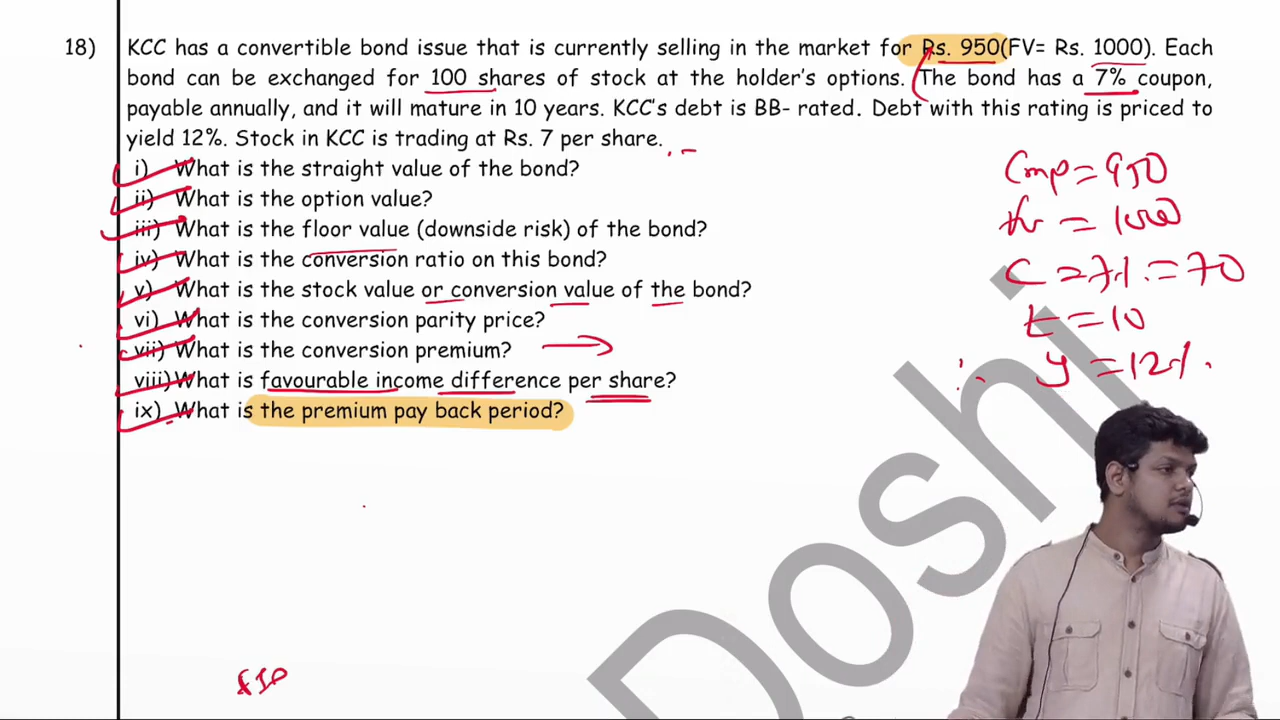 18) KCC has a convertible bond issue that is currently selling in the market for Rs. 950(FV= Rs. 1000). Each
bond can be exchanged for 100 shares of stock at the holder's options. The bond has a 7% coupon,
payable annually, and it will mature in 10 years. KCC's debt is BB- rated. Debt with this rating is priced to
yield 12%. Stock in KCC is trading at Rs. 7 per share.
i) What is the straight value of the bond?
ii) What is the option value?
iii) What is the floor value (downside risk) of the bond?
iv) What is the conversion ratio on this bond?
v) What is the stock value or conversion value of the bond?
vi) What is the conversion parity price?
vii) What is the conversion premium?
viii) What is favourable income difference per share?
ix) What is the premium pay back period?
Cmp = 950
fv = 1000
C = 7% = 70
t = 10
y = 12%
Doshi